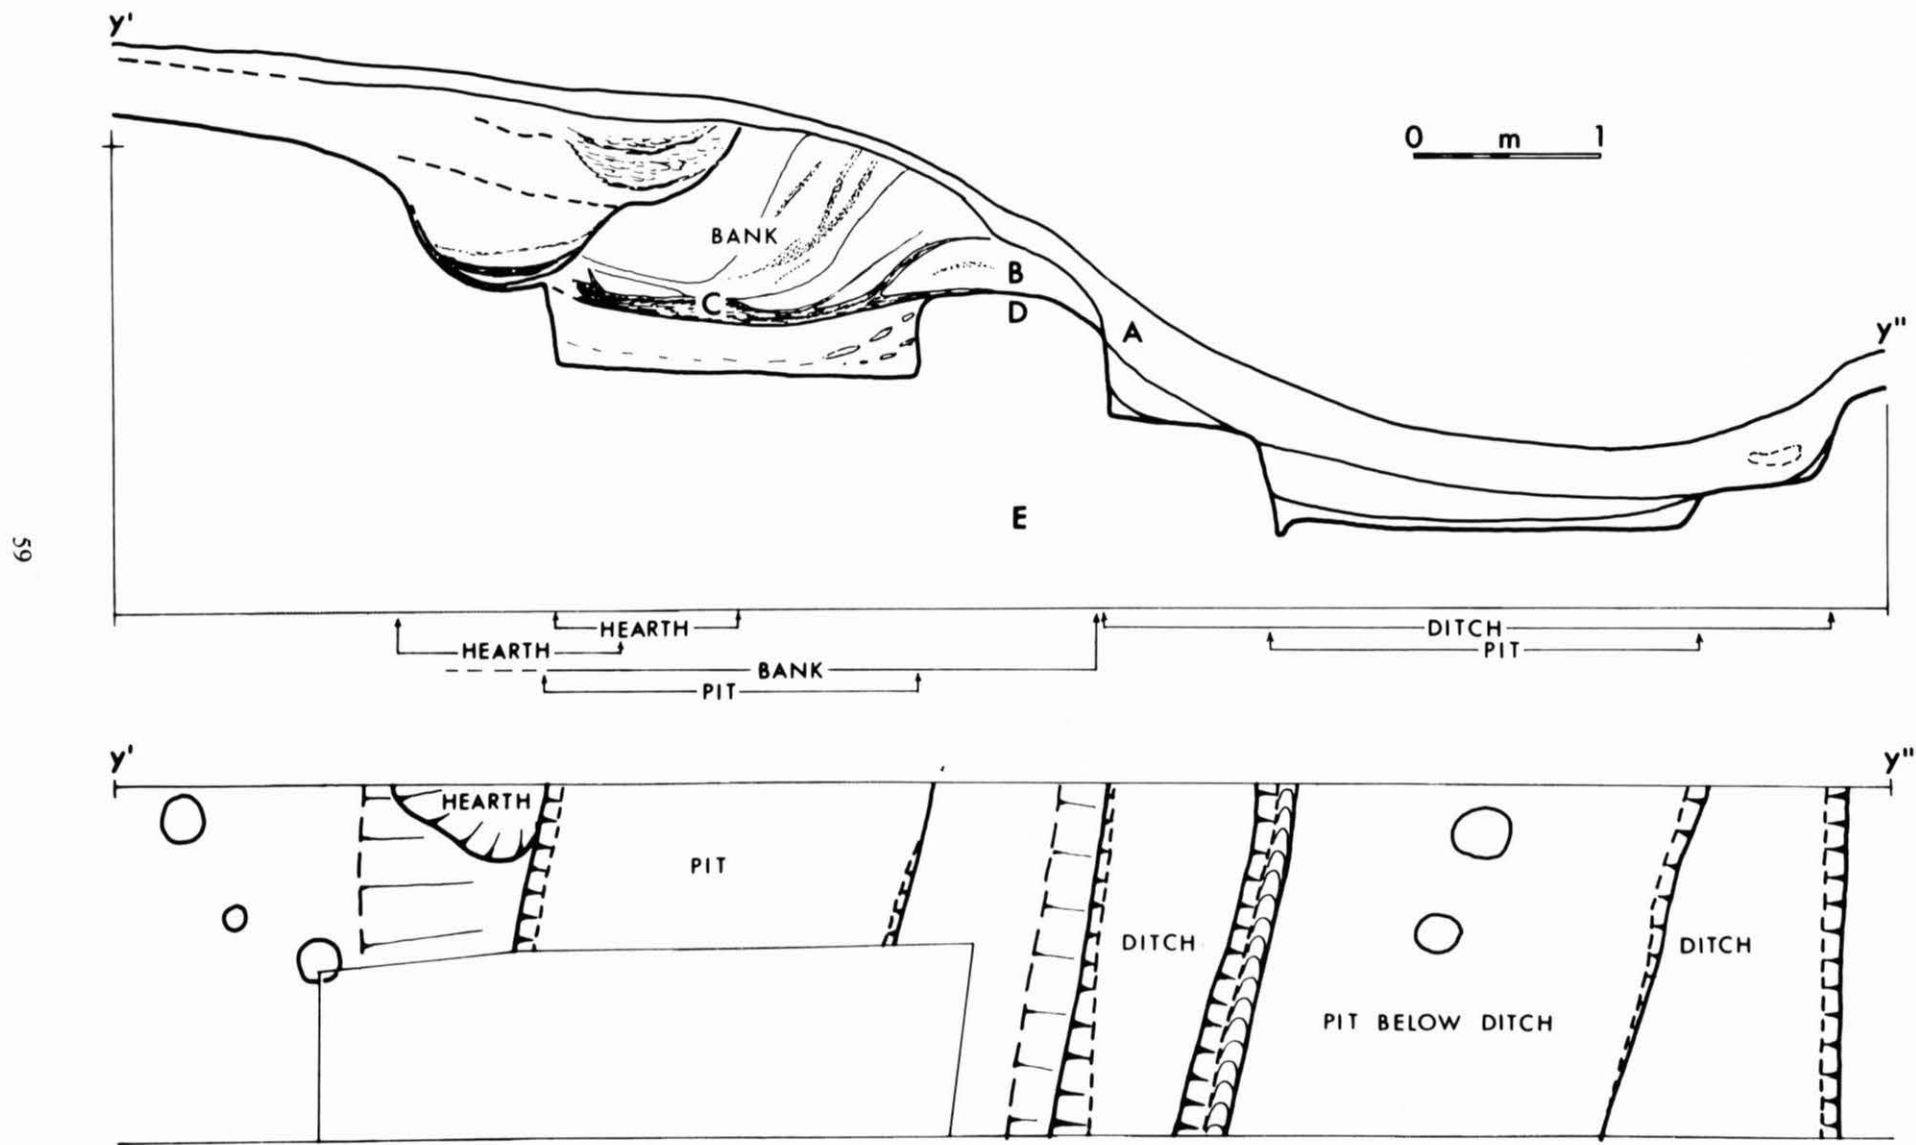 y'
0 m 1
BANK
B
C
D
A
y"
E
59
HEARTH
DITCH
HEARTH
PIT
BANK
PIT
y'
y"
HEARTH
PIT
DITCH
DITCH
PIT BELOW DITCH